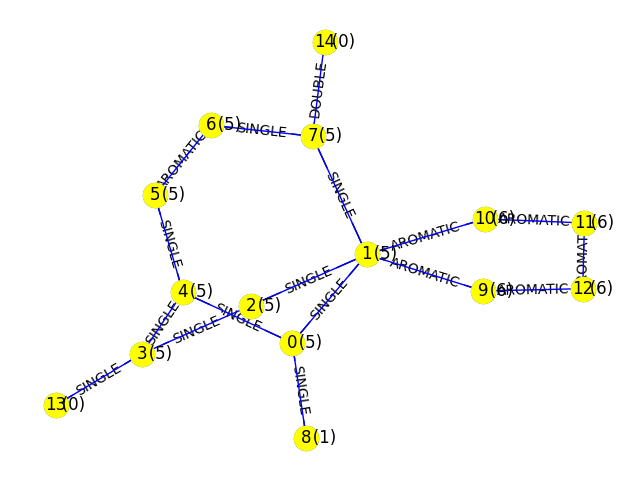 14(0)
DOUBLE
6(5)
SINGLE
7(5)
AROMATIC
5(5)
SINGLE
10(6)
AROMATIC
11(6)
AROMATIC
SINGLE
1(5)
AROMATIC
SINGLE
4(5)
SINGLE
2(5)
SINGLE
9(6)
AROMATIC
12(6)
SINGLE
SINGLE
3(5)
0(5)
SINGLE
13(0)
SINGLE
8(1)